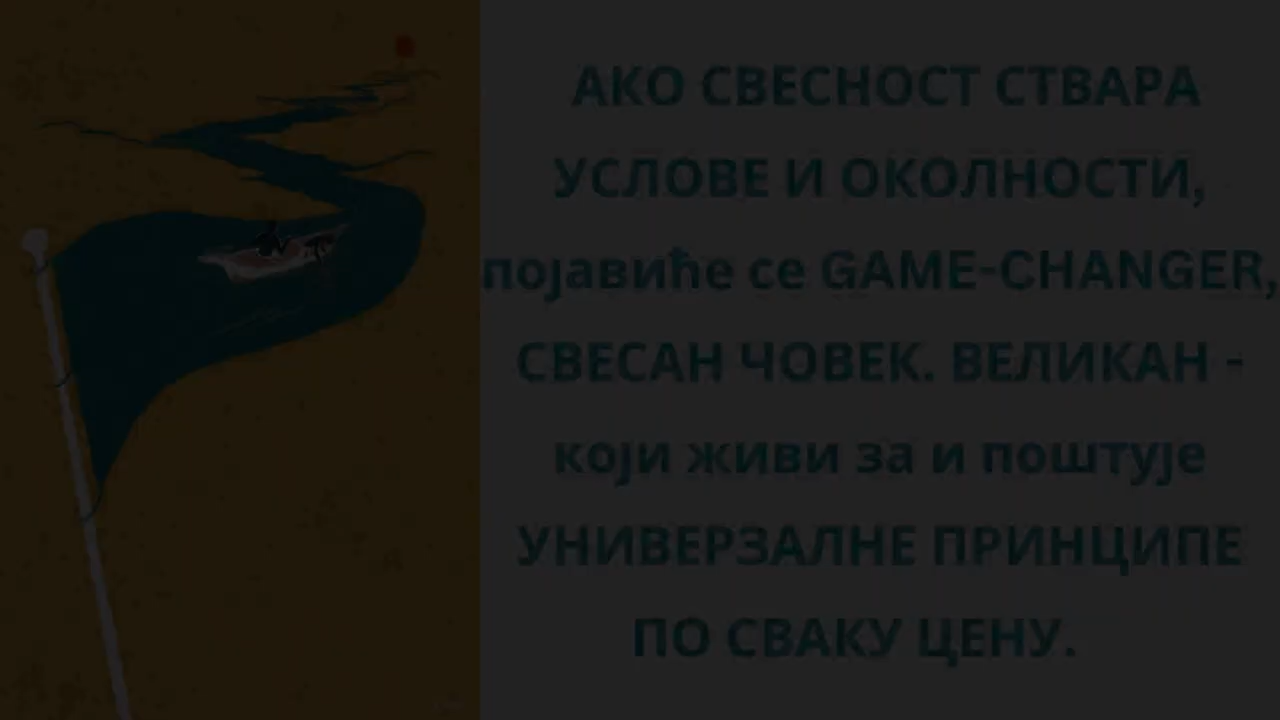 АКО СВЕСНОСТ СТВАРА
УСЛОВЕ И ОКОЛНОСТИ,
појавиће се GAME-CHANGER,
СВЕСАН ЧОВЕК. ВЕЛИКАН -
који живи за и поштује
УНИВЕРЗАЛНЕ ПРИНЦИПЕ
ПО СВАКУ ЦЕНУ.